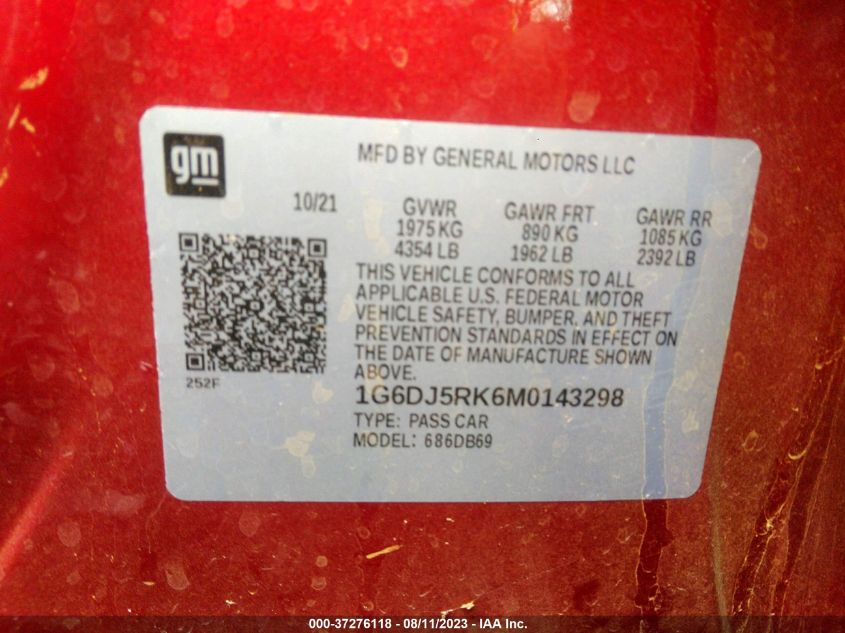 gm
MFD BY GENERAL MOTORS LLC
10/21 GVWR GAWR FRT GAWR RR
1975 KG 890 KG 1085 KG
4354 LB 1962 LB 2392 LB
THIS VEHICLE CONFORMS TO ALL
APPLICABLE U.S. FEDERAL MOTOR
VEHICLE SAFETY, BUMPER, AND THEFT
PREVENTION STANDARDS IN EFFECT ON
THE DATE OF MANUFACTURE SHOWN
ABOVE.
252F
1G6DJ5RK6M0143298
TYPE: PASS CAR
MODEL: 686DB69
000-37276118 - 08/11/2023 - IAA Inc.